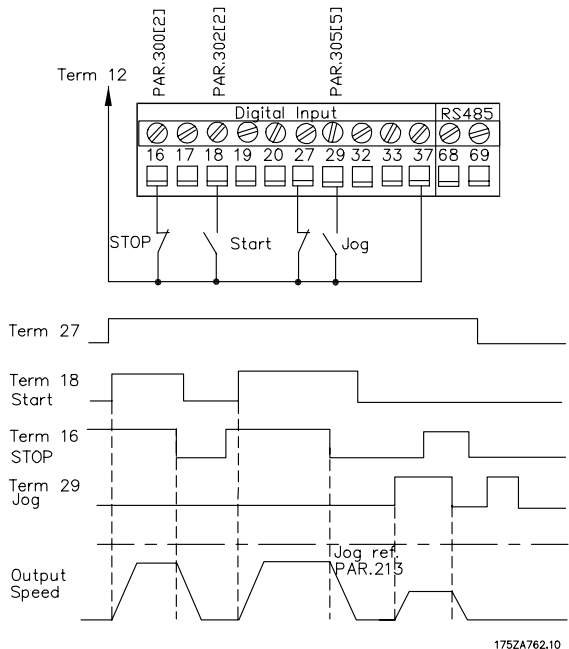 PAR.300[2]
PAR.302[2]
PAR.305[5]
Term 12
Digital Input
RS485
16 17 18 19 20 27 29 32 33 37 68 69
STOP
Start
Jog
Term 27
Term 18
Start
Term 16
STOP
Term 29
Jog
Jog ref.
PAR.213
Output
Speed
175ZA762.10